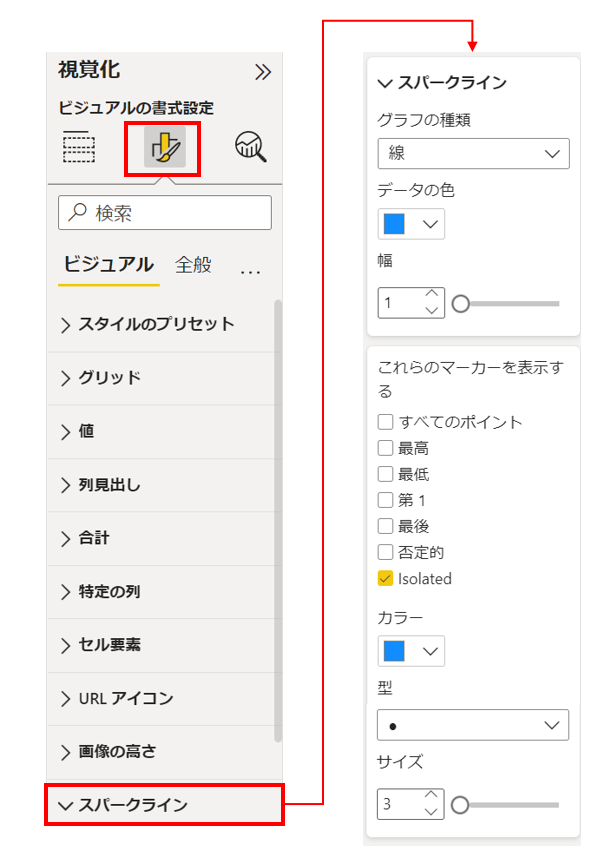 視覚化
ビジュアルの書式設定
検索
ビジュアル 全般 ...
スタイルのプリセット
グリッド
値
列見出し
合計
特定の列
セル要素
URL アイコン
画像の高さ
スパークライン
スパークライン
グラフの種類
線
データの色
幅
1
これらのマーカーを表示す
る
すべてのポイント
最高
最低
第 1
最後
否定的
Isolated
カラー
型
サイズ
3